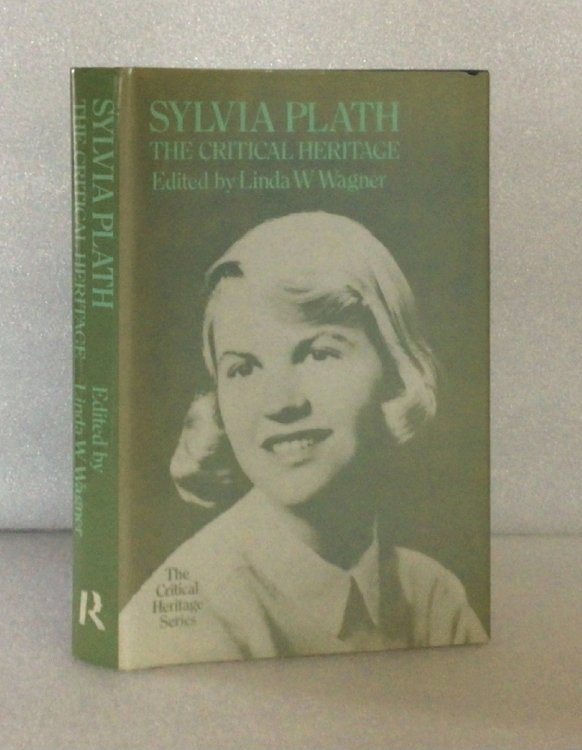 SYLVIA PLATH
THE CRITICAL HERITAGE
Edited by Linda W Wagner
The
Critical
Heritage
Series
SYLVIA PLATH
THE CRITICAL HERITAGE
Edited by
Linda W Wagner
R